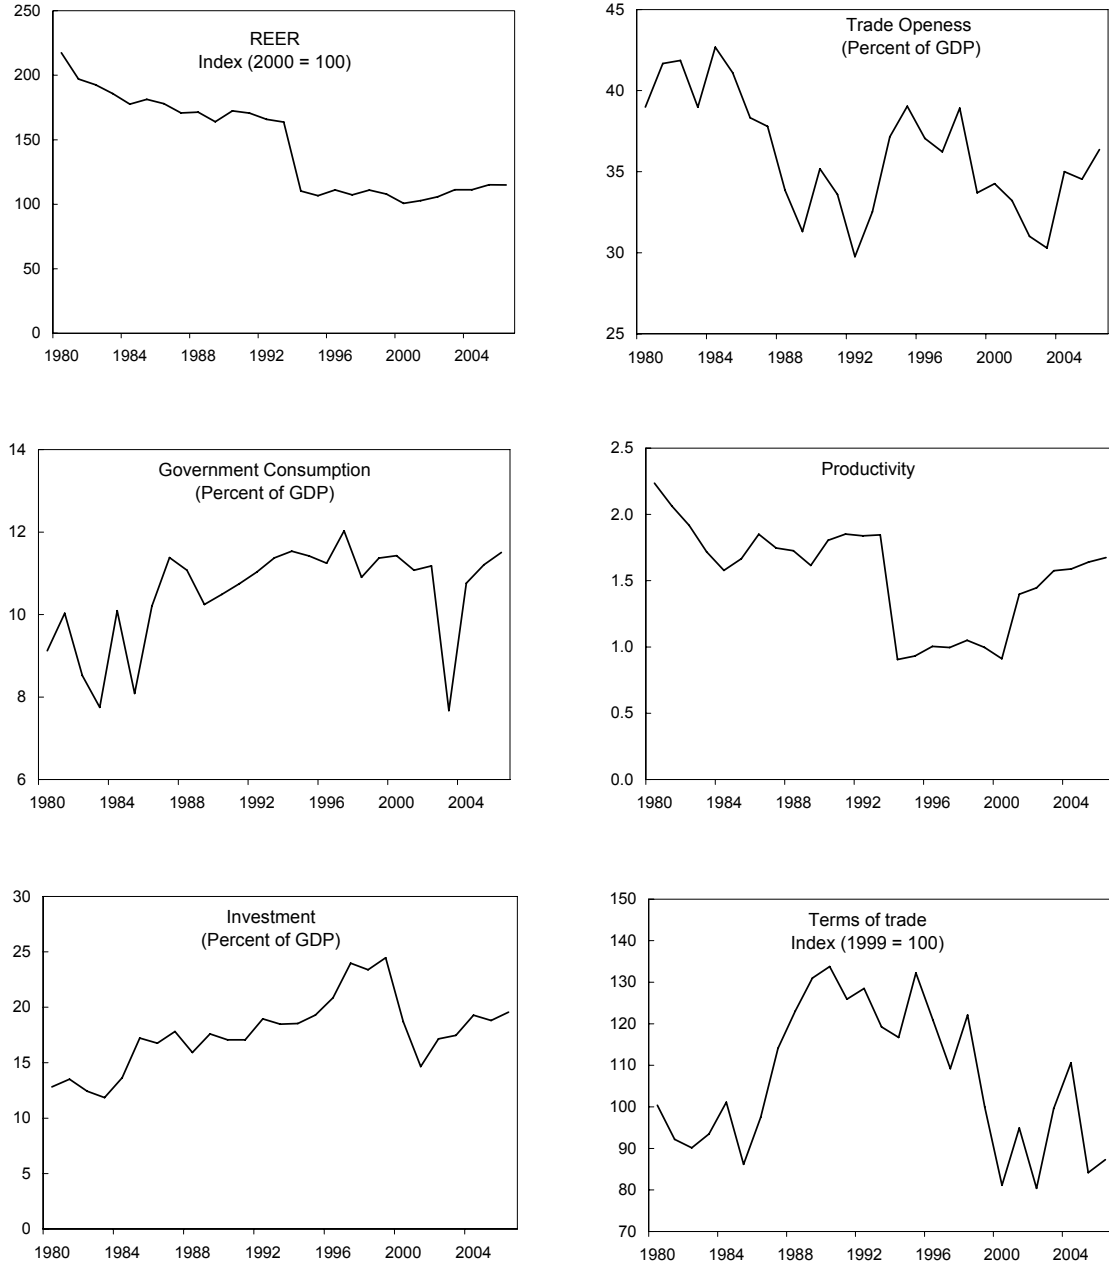 REER
Index (2000 = 100)
250
200
150
100
50
0
1980 1984 1988 1992 1996 2000 2004
Trade Openess
(Percent of GDP)
45
40
35
30
25
1980 1984 1988 1992 1996 2000 2004
Government Consumption
(Percent of GDP)
14
12
10
8
6
1980 1984 1988 1992 1996 2000 2004
Productivity
2.5
2.0
1.5
1.0
0.5
0.0
1980 1984 1988 1992 1996 2000 2004
Investment
(Percent of GDP)
30
25
20
15
10
5
0
1980 1984 1988 1992 1996 2000 2004
Terms of trade
Index (1999 = 100)
150
140
130
120
110
100
90
80
70
1980 1984 1988 1992 1996 2000 2004